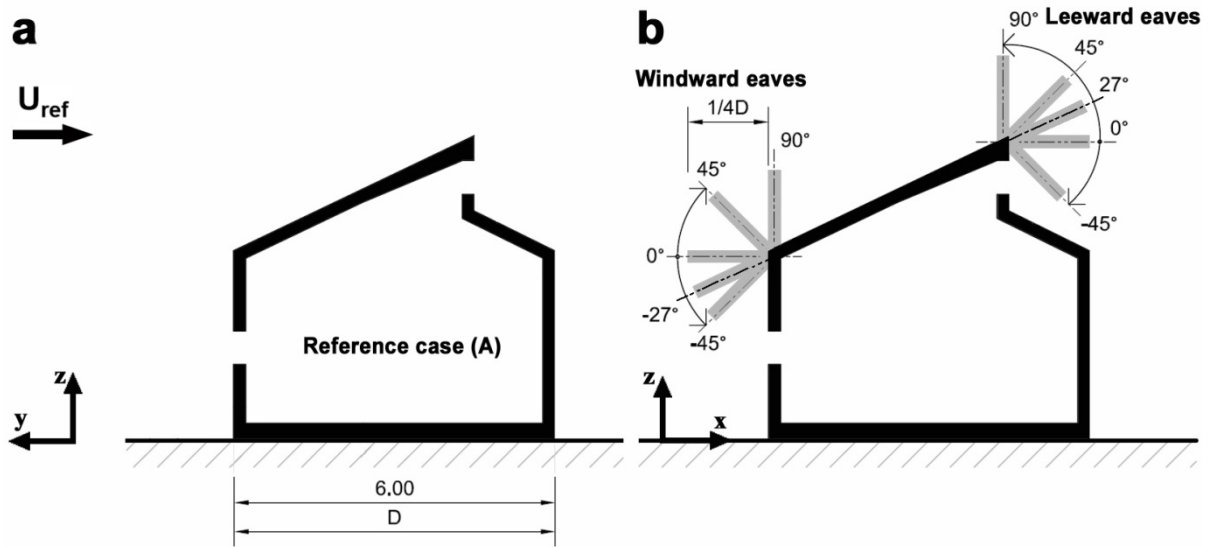 a
U_ref
Reference case (A)
z
y
6.00
D
b
90° Leeward eaves
45°
27°
0°
-45°
Windward eaves
1/4D
90°
45°
0°
-27°
-45°
z
x